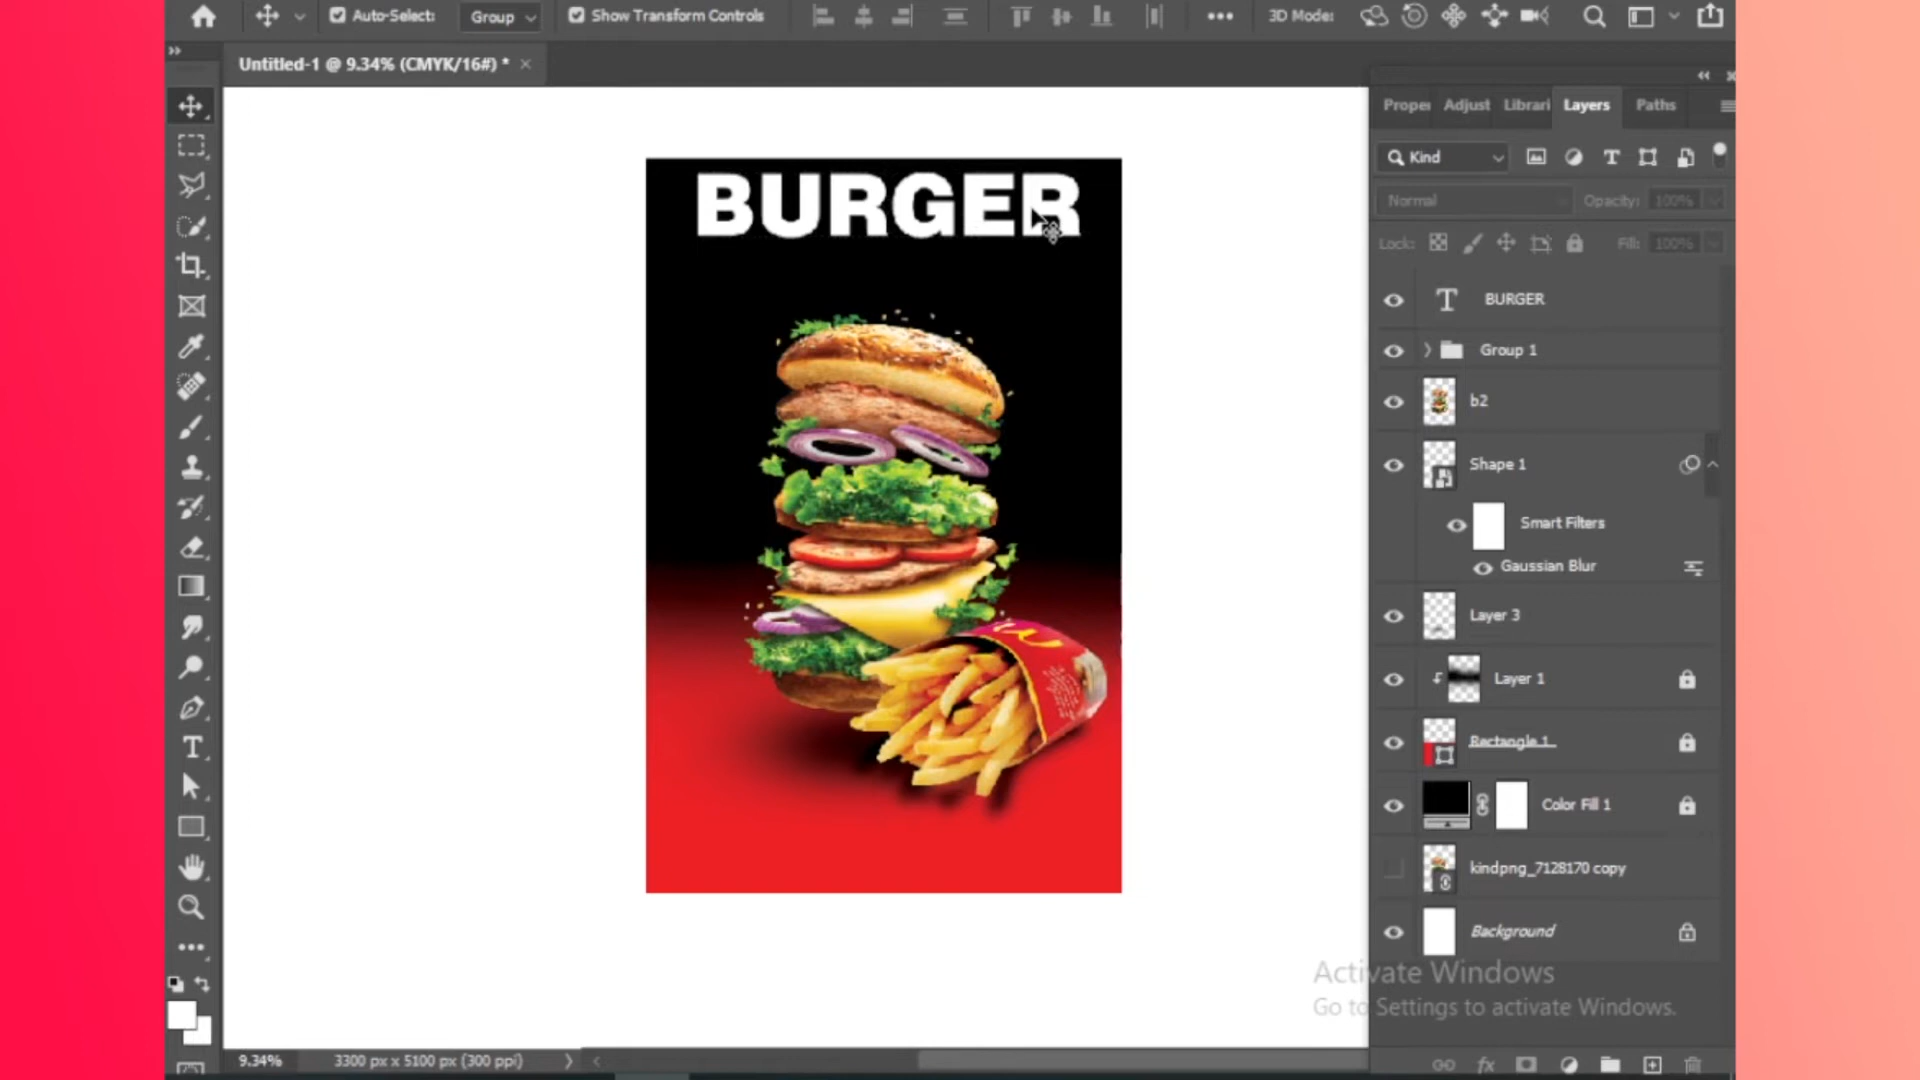 Auto-Select: Group Show Transform Controls 3D Mode:
Untitled-1 @ 9.34% (CMYK/16#) *
Proper Adjust Librari Layers Paths
Kind
Normal Opacity: 100%
Lock: Fill: 100%
BURGER
BURGER
Group 1
b2
Shape 1
Smart Filters
Gaussian Blur
Layer 3
Layer 1
Rectangle 1
Color Fill 1
kindpng_7128170 copy
Background
Activate Windows
Go to Settings to activate Windows.
9.34% 3300 px x 5100 px (300 ppi)